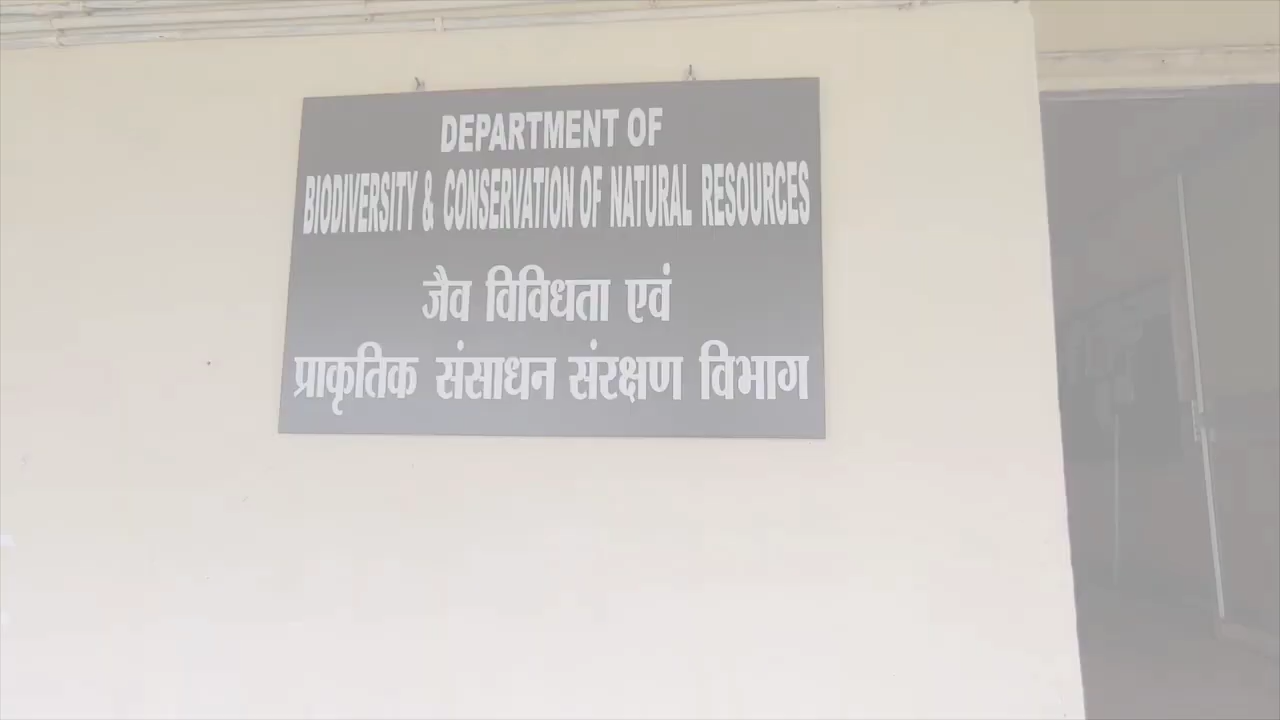 DEPARTMENT OF
BIODIVERSITY & CONSERVATION OF NATURAL RESOURCES
जैव विविधता एवं
प्राकृतिक संसाधन संरक्षण विभाग